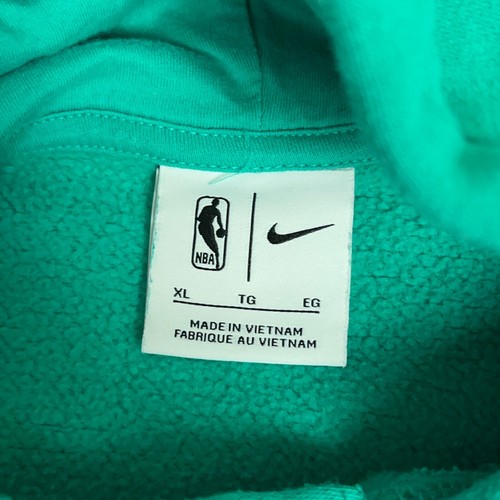 NBA
XL TG EG
MADE IN VIETNAM
FABRIQUE AU VIETNAM